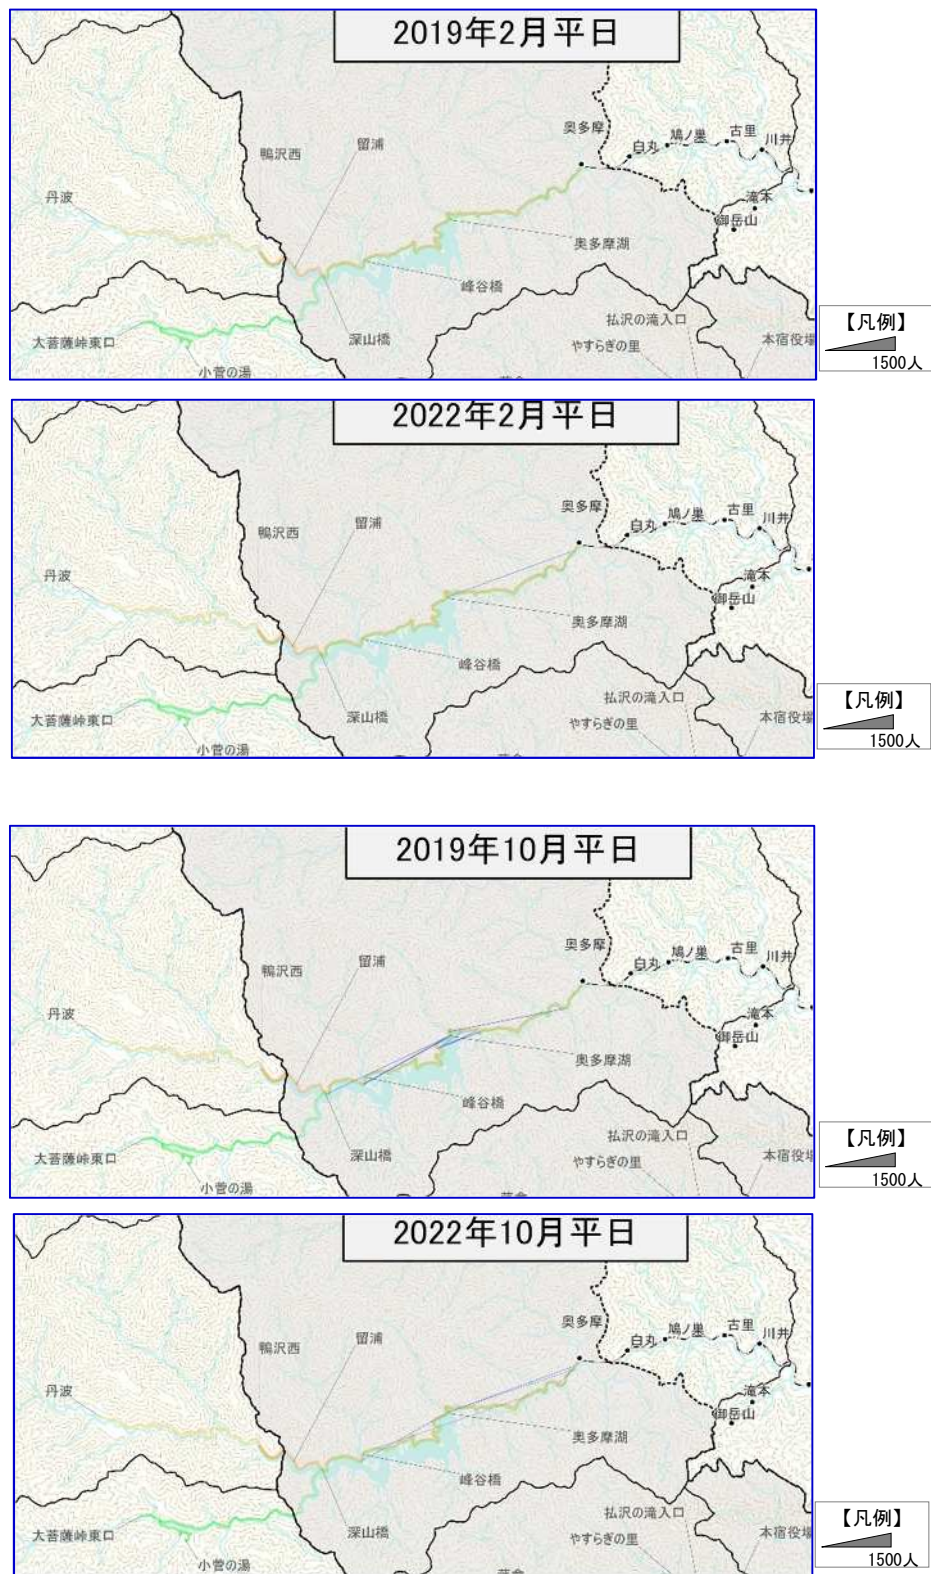 2019年2月平日
奥多摩
白丸
鳩ノ巣
古里
川井
鴨沢西
留浦
丹波
滝本
御岳山
奥多摩湖
峰谷橋
払沢の滝入口
やすらぎの里
本宿役場
大菩薩峠東口
深山橋
小菅の湯
【凡例】
1500人
2022年2月平日
奥多摩
白丸
鳩ノ巣
古里
川井
鴨沢西
留浦
丹波
滝本
御岳山
奥多摩湖
峰谷橋
払沢の滝入口
やすらぎの里
本宿役場
大菩薩峠東口
深山橋
小菅の湯
【凡例】
1500人
2019年10月平日
奥多摩
白丸
鳩ノ巣
古里
川井
鴨沢西
留浦
丹波
滝本
御岳山
奥多摩湖
峰谷橋
払沢の滝入口
やすらぎの里
本宿役場
大菩薩峠東口
深山橋
小菅の湯
【凡例】
1500人
2022年10月平日
奥多摩
白丸
鳩ノ巣
古里
川井
鴨沢西
留浦
丹波
滝本
御岳山
奥多摩湖
峰谷橋
払沢の滝入口
やすらぎの里
本宿役場
大菩薩峠東口
深山橋
小菅の湯
【凡例】
1500人